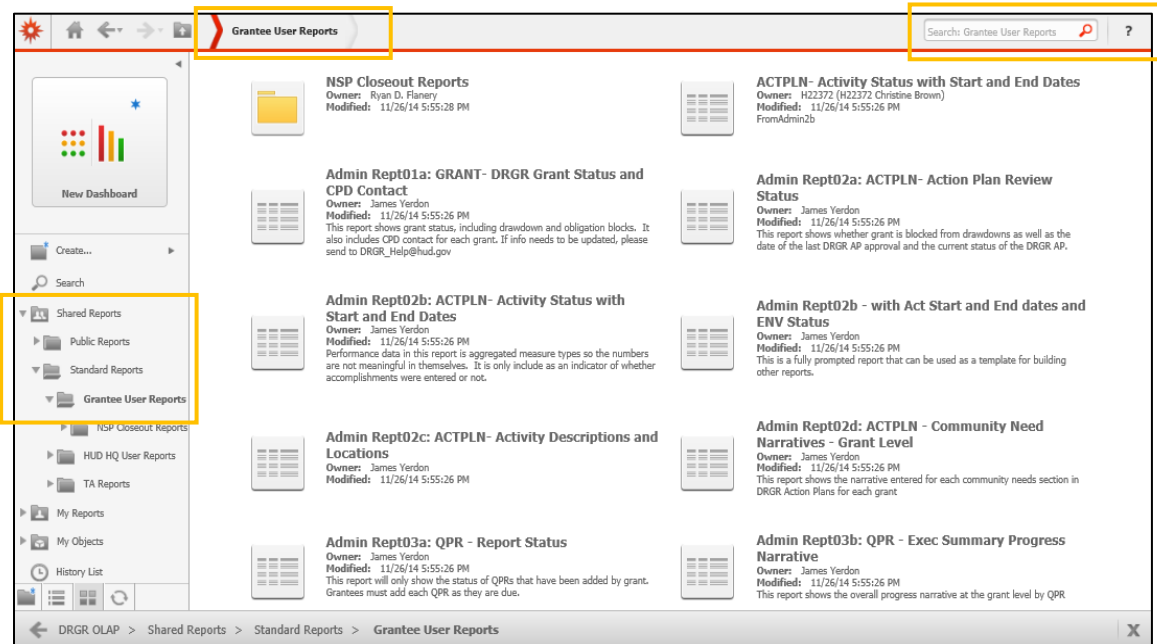 Grantee User Reports
Search: Grantee User Reports
?
New Dashboard
Create...
Search
Shared Reports
Public Reports
Standard Reports
Grantee User Reports
NSP Closeout Reports
HUD HQ User Reports
TA Reports
My Reports
My Objects
History List
NSP Closeout Reports
Owner: Ryan D. Flanery
Modified: 11/26/14 5:55:28 PM
ACTPLN- Activity Status with Start and End Dates
Owner: H22372 (H22372 Christine Brown)
Modified: 11/26/14 5:55:26 PM
FromAdmin2b
Admin Rept01a: GRANT- DRGR Grant Status and
CPD Contact
Owner: James Yerdon
Modified: 11/26/14 5:55:26 PM
This report shows grant status, including drawdown and obligation blocks. It
also includes CPD contact for each grant. If info needs to be updated, please
send to DRGR_Help@hud.gov
Admin Rept02a: ACTPLN- Action Plan Review
Status
Owner: James Yerdon
Modified: 11/26/14 5:55:26 PM
This report shows whether grant is blocked from drawdowns as well as the
date of the last DRGR AP approval and the current status of the DRGR AP.
Admin Rept02b: ACTPLN- Activity Status with
Start and End Dates
Owner: James Yerdon
Modified: 11/26/14 5:55:26 PM
Performance data in this report is aggregated measure types so the numbers
are not meaningful in themselves. It is only include as an indicator of whether
accomplishments were entered or not.
Admin Rept02b - with Act Start and End dates and
ENV Status
Owner: James Yerdon
Modified: 11/26/14 5:55:26 PM
This is a fully prompted report that can be used as a template for building
other reports.
Admin Rept02c: ACTPLN- Activity Descriptions and
Locations
Owner: James Yerdon
Modified: 11/26/14 5:55:26 PM
Admin Rept02d: ACTPLN - Community Need
Narratives - Grant Level
Owner: James Yerdon
Modified: 11/26/14 5:55:26 PM
This report shows the narrative entered for each community needs section in
DRGR Action Plans for each grant
Admin Rept03a: QPR - Report Status
Owner: James Yerdon
Modified: 11/26/14 5:55:26 PM
This report will only show the status of QPRs that have been added by grant.
Grantees must add each QPR as they are due.
Admin Rept03b: QPR - Exec Summary Progress
Narrative
Owner: James Yerdon
Modified: 11/26/14 5:55:26 PM
This report shows the overall progress narrative at the grant level by QPR
DRGR OLAP > Shared Reports > Standard Reports > Grantee User Reports
X